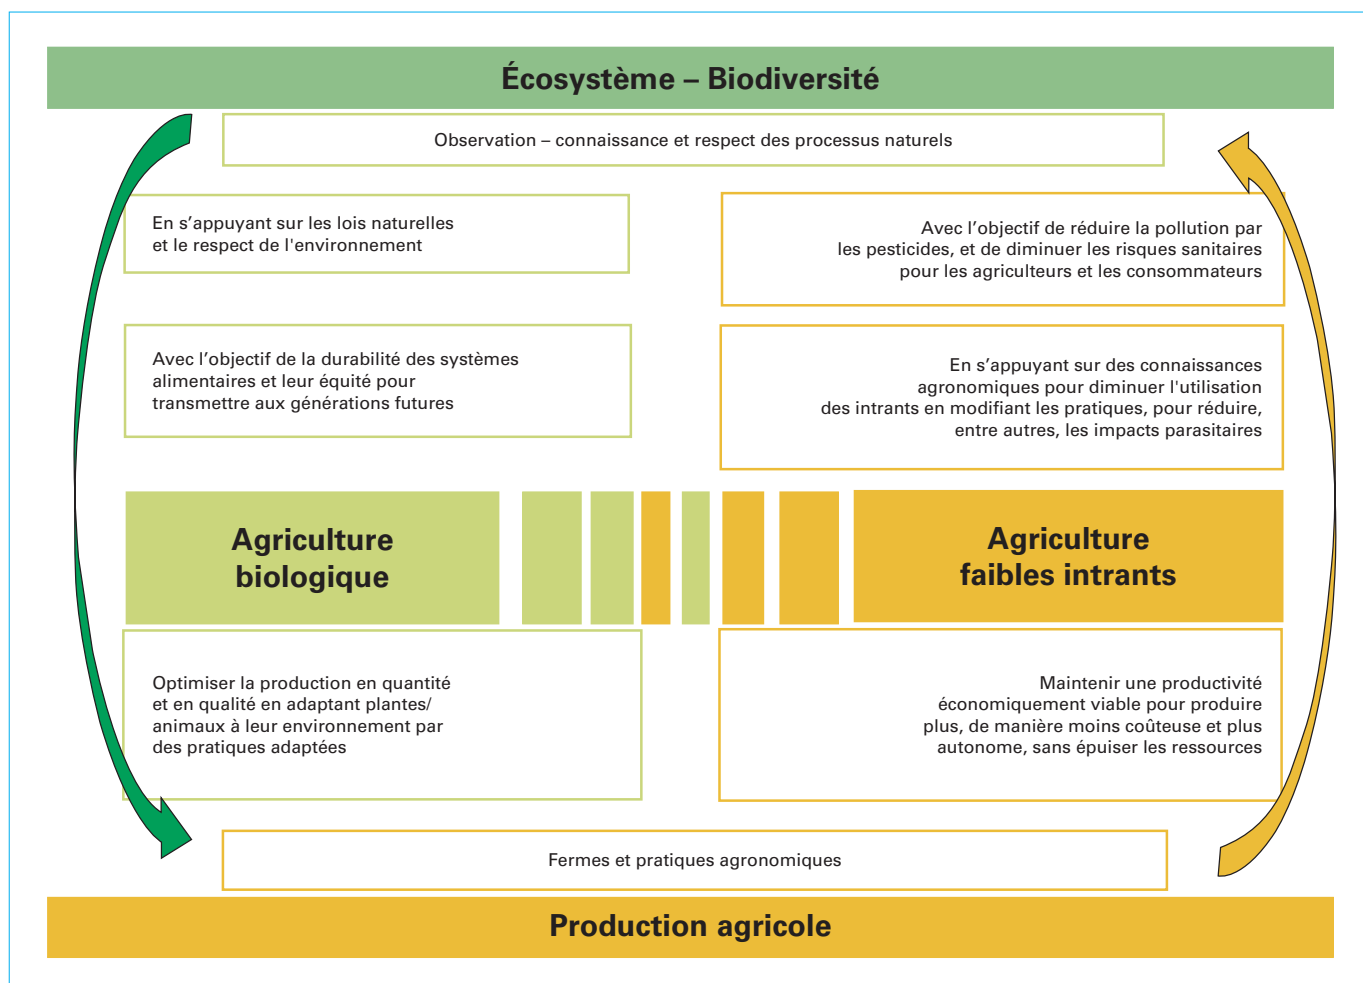 Écosystème – Biodiversité
Observation – connaissance et respect des processus naturels
En s’appuyant sur les lois naturelles
et le respect de l'environnement
Avec l’objectif de réduire la pollution par
les pesticides, et de diminuer les risques sanitaires
pour les agriculteurs et les consommateurs
Avec l’objectif de la durabilité des systèmes
alimentaires et leur équité pour
transmettre aux générations futures
En s’appuyant sur des connaissances
agronomiques pour diminuer l'utilisation
des intrants en modifiant les pratiques, pour réduire,
entre autres, les impacts parasitaires
Agriculture
biologique
Agriculture
faibles intrants
Optimiser la production en quantité
et en qualité en adaptant plantes/
animaux à leur environnement par
des pratiques adaptées
Maintenir une productivité
économiquement viable pour produire
plus, de manière moins coûteuse et plus
autonome, sans épuiser les ressources
Fermes et pratiques agronomiques
Production agricole